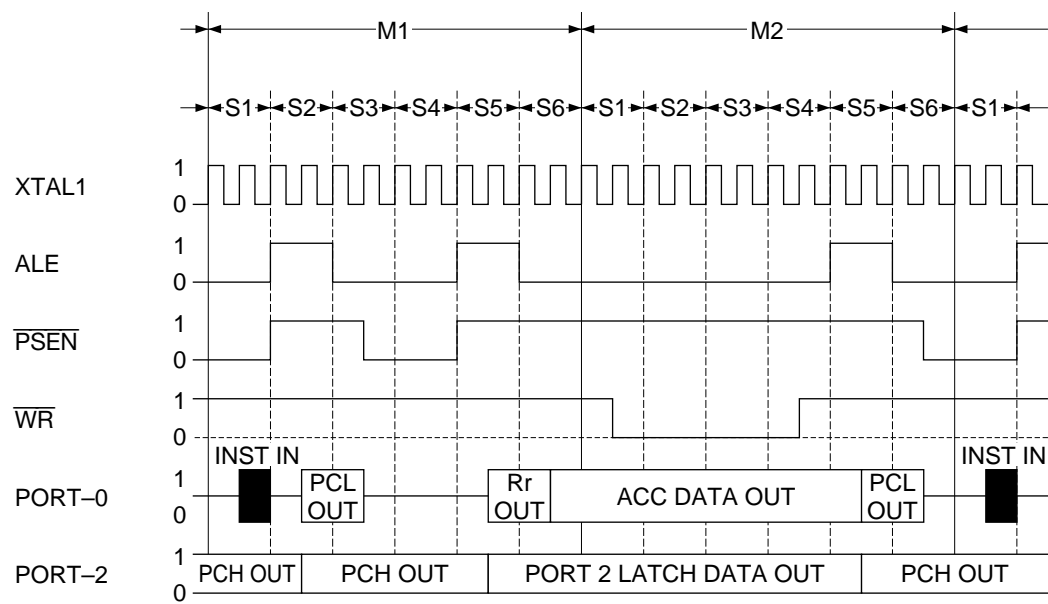 M1 M2
S1 S2 S3 S4 S5 S6 S1 S2 S3 S4 S5 S6 S1
XTAL1 1
0
ALE 1
0
PSEN 1
0
WR 1
0
INST IN INST IN
PORT–0 1
0
PCL
OUT
Rr
OUT
ACC DATA OUT
PCL
OUT
PORT–2 1
0
PCH OUT PCH OUT PORT 2 LATCH DATA OUT PCH OUT